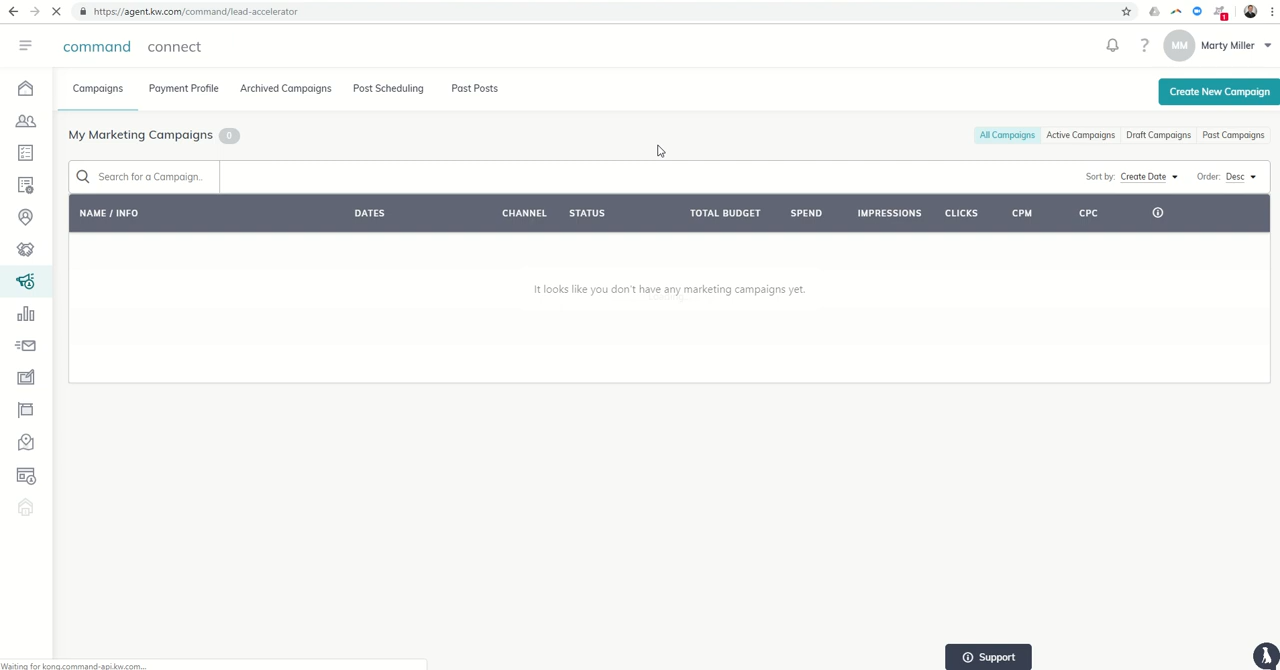 https://agent.kw.com/command/lead-accelerator
1
command connect
? MM Marty Miller
Campaigns Payment Profile Archived Campaigns Post Scheduling Past Posts
Create New Campaign
My Marketing Campaigns 0
All Campaigns Active Campaigns Draft Campaigns Past Campaigns
Search for a Campaign.. Sort by: Create Date Order: Desc
NAME / INFO DATES CHANNEL STATUS TOTAL BUDGET SPEND IMPRESSIONS CLICKS CPM CPC
It looks like you don't have any marketing campaigns yet.
Loading
Support
Waiting for kong.command-api.kw.com...